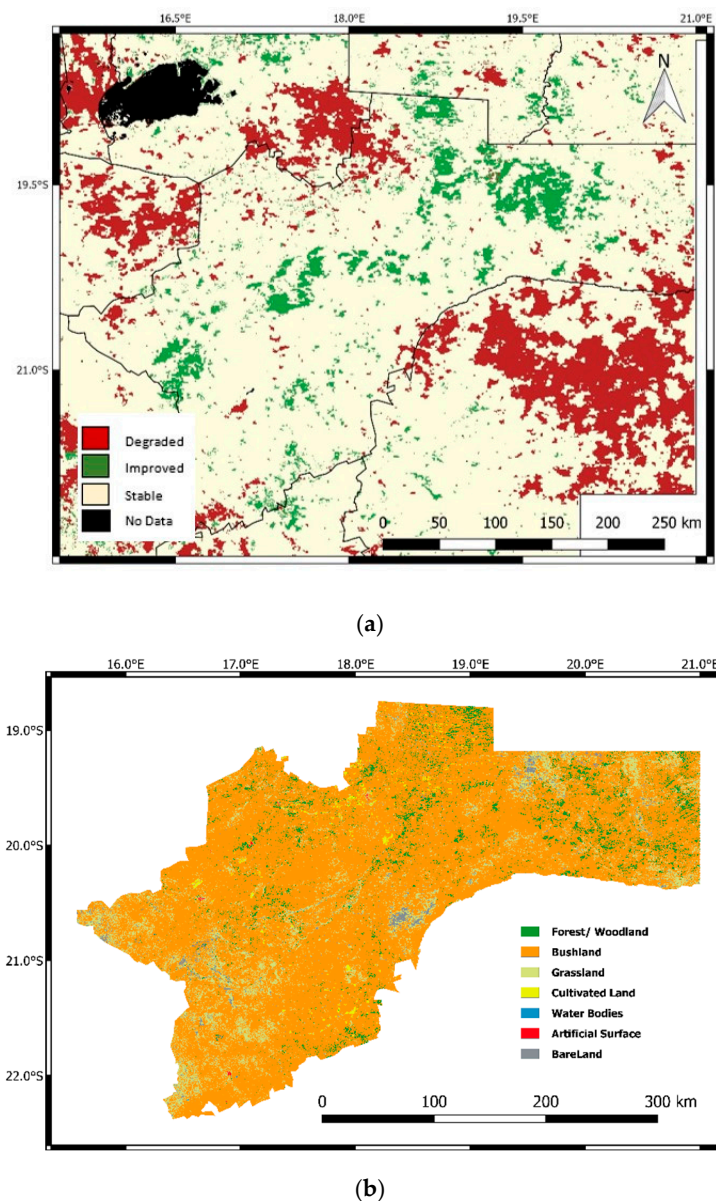 16.5°E 18.0°E 19.5°E 21.0°E
N
19.5°S
21.0°S
Degraded
Improved
Stable
No Data
0 50 100 150 200 250 km
(a)
16.0°E 17.0°E 18.0°E 19.0°E 20.0°E 21.0°E
19.0°S
20.0°S
21.0°S
22.0°S
Forest/ Woodland
Bushland
Grassland
Cultivated Land
Water Bodies
Artificial Surface
BareLand
0 100 200 300 km
(b)